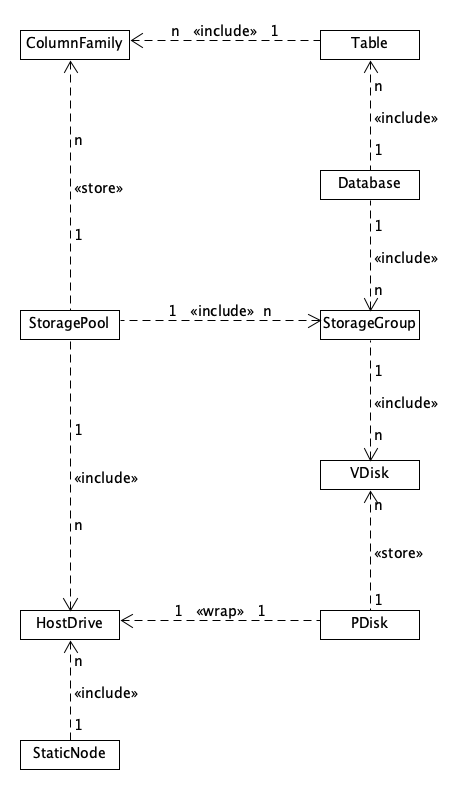 ColumnFamily
n «include» 1
Table
n
«include»
1
n
«store»
1
Database
1
«include»
n
StoragePool
1 «include» n
StorageGroup
1
«include»
n
1
«include»
n
VDisk
n
«store»
1
HostDrive
1 «wrap» 1
PDisk
n
«include»
1
StaticNode